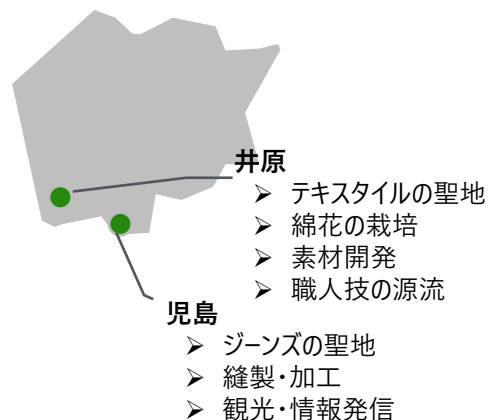 井原
➢ テキスタイルの聖地
➢ 綿花の栽培
➢ 素材開発
➢ 職人技の源流
児島
➢ ジーンズの聖地
➢ 縫製・加工
➢ 観光・情報発信